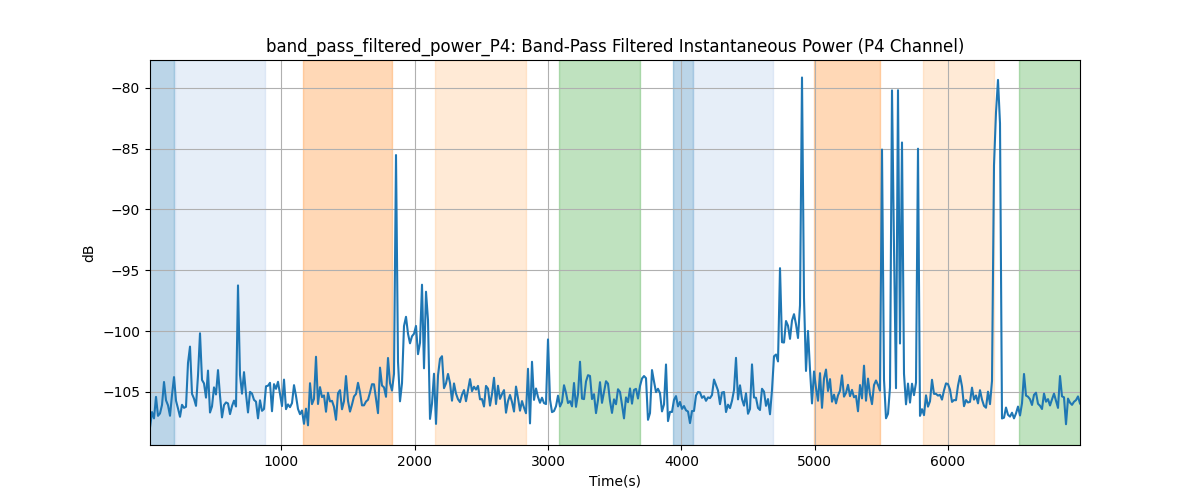 band_pass_filtered_power_P4: Band-Pass Filtered Instantaneous Power (P4 Channel)
−80
−85
−90
−95
−100
−105
dB
1000 2000 3000 4000 5000 6000
Time(s)